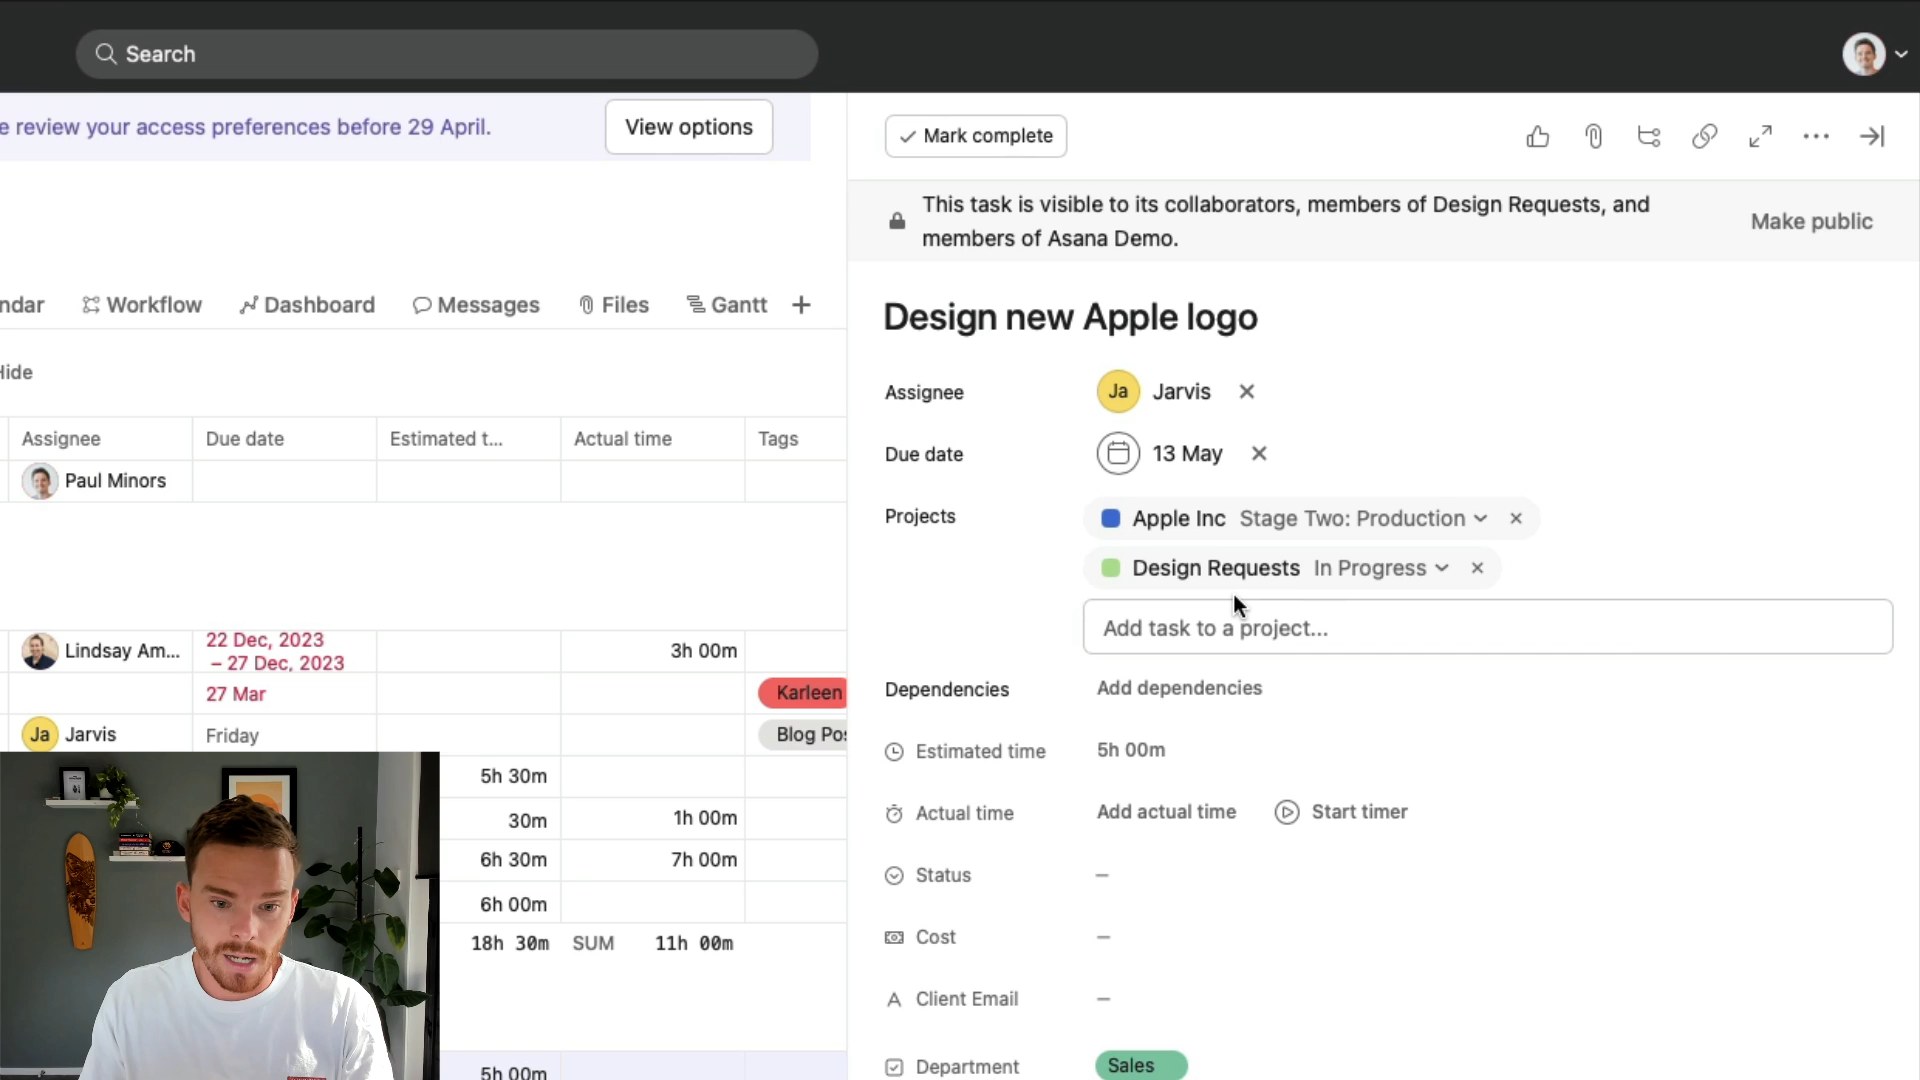 Search
e review your access preferences before 29 April.
View options
ndar
Workflow
Dashboard
Messages
Files
Gantt
Hide
Assignee
Due date
Estimated t...
Actual time
Tags
Paul Minors
Lindsay Am...
22 Dec, 2023
– 27 Dec, 2023
3h 00m
27 Mar
Karleen
Ja Jarvis
Friday
Blog Pos
5h 30m
30m
1h 00m
6h 30m
7h 00m
6h 00m
18h 30m
SUM
11h 00m
5h 00m
Mark complete
This task is visible to its collaborators, members of Design Requests, and
members of Asana Demo.
Make public
Design new Apple logo
Assignee
Ja Jarvis
Due date
13 May
Projects
Apple Inc Stage Two: Production
Design Requests In Progress
Add task to a project...
Dependencies
Add dependencies
Estimated time
5h 00m
Actual time
Add actual time
Start timer
Status
–
Cost
–
Client Email
–
Department
Sales